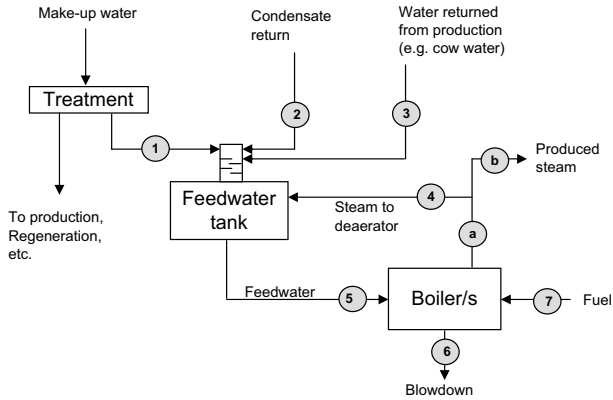 Make-up water
Condensate
return
Water returned
from production
(e.g. cow water)
Treatment
1
2
3
b
Produced
steam
4
Feedwater
tank
Steam to
deaerator
To production,
Regeneration,
etc.
a
Feedwater
5
Boiler/s
7
Fuel
6
Blowdown